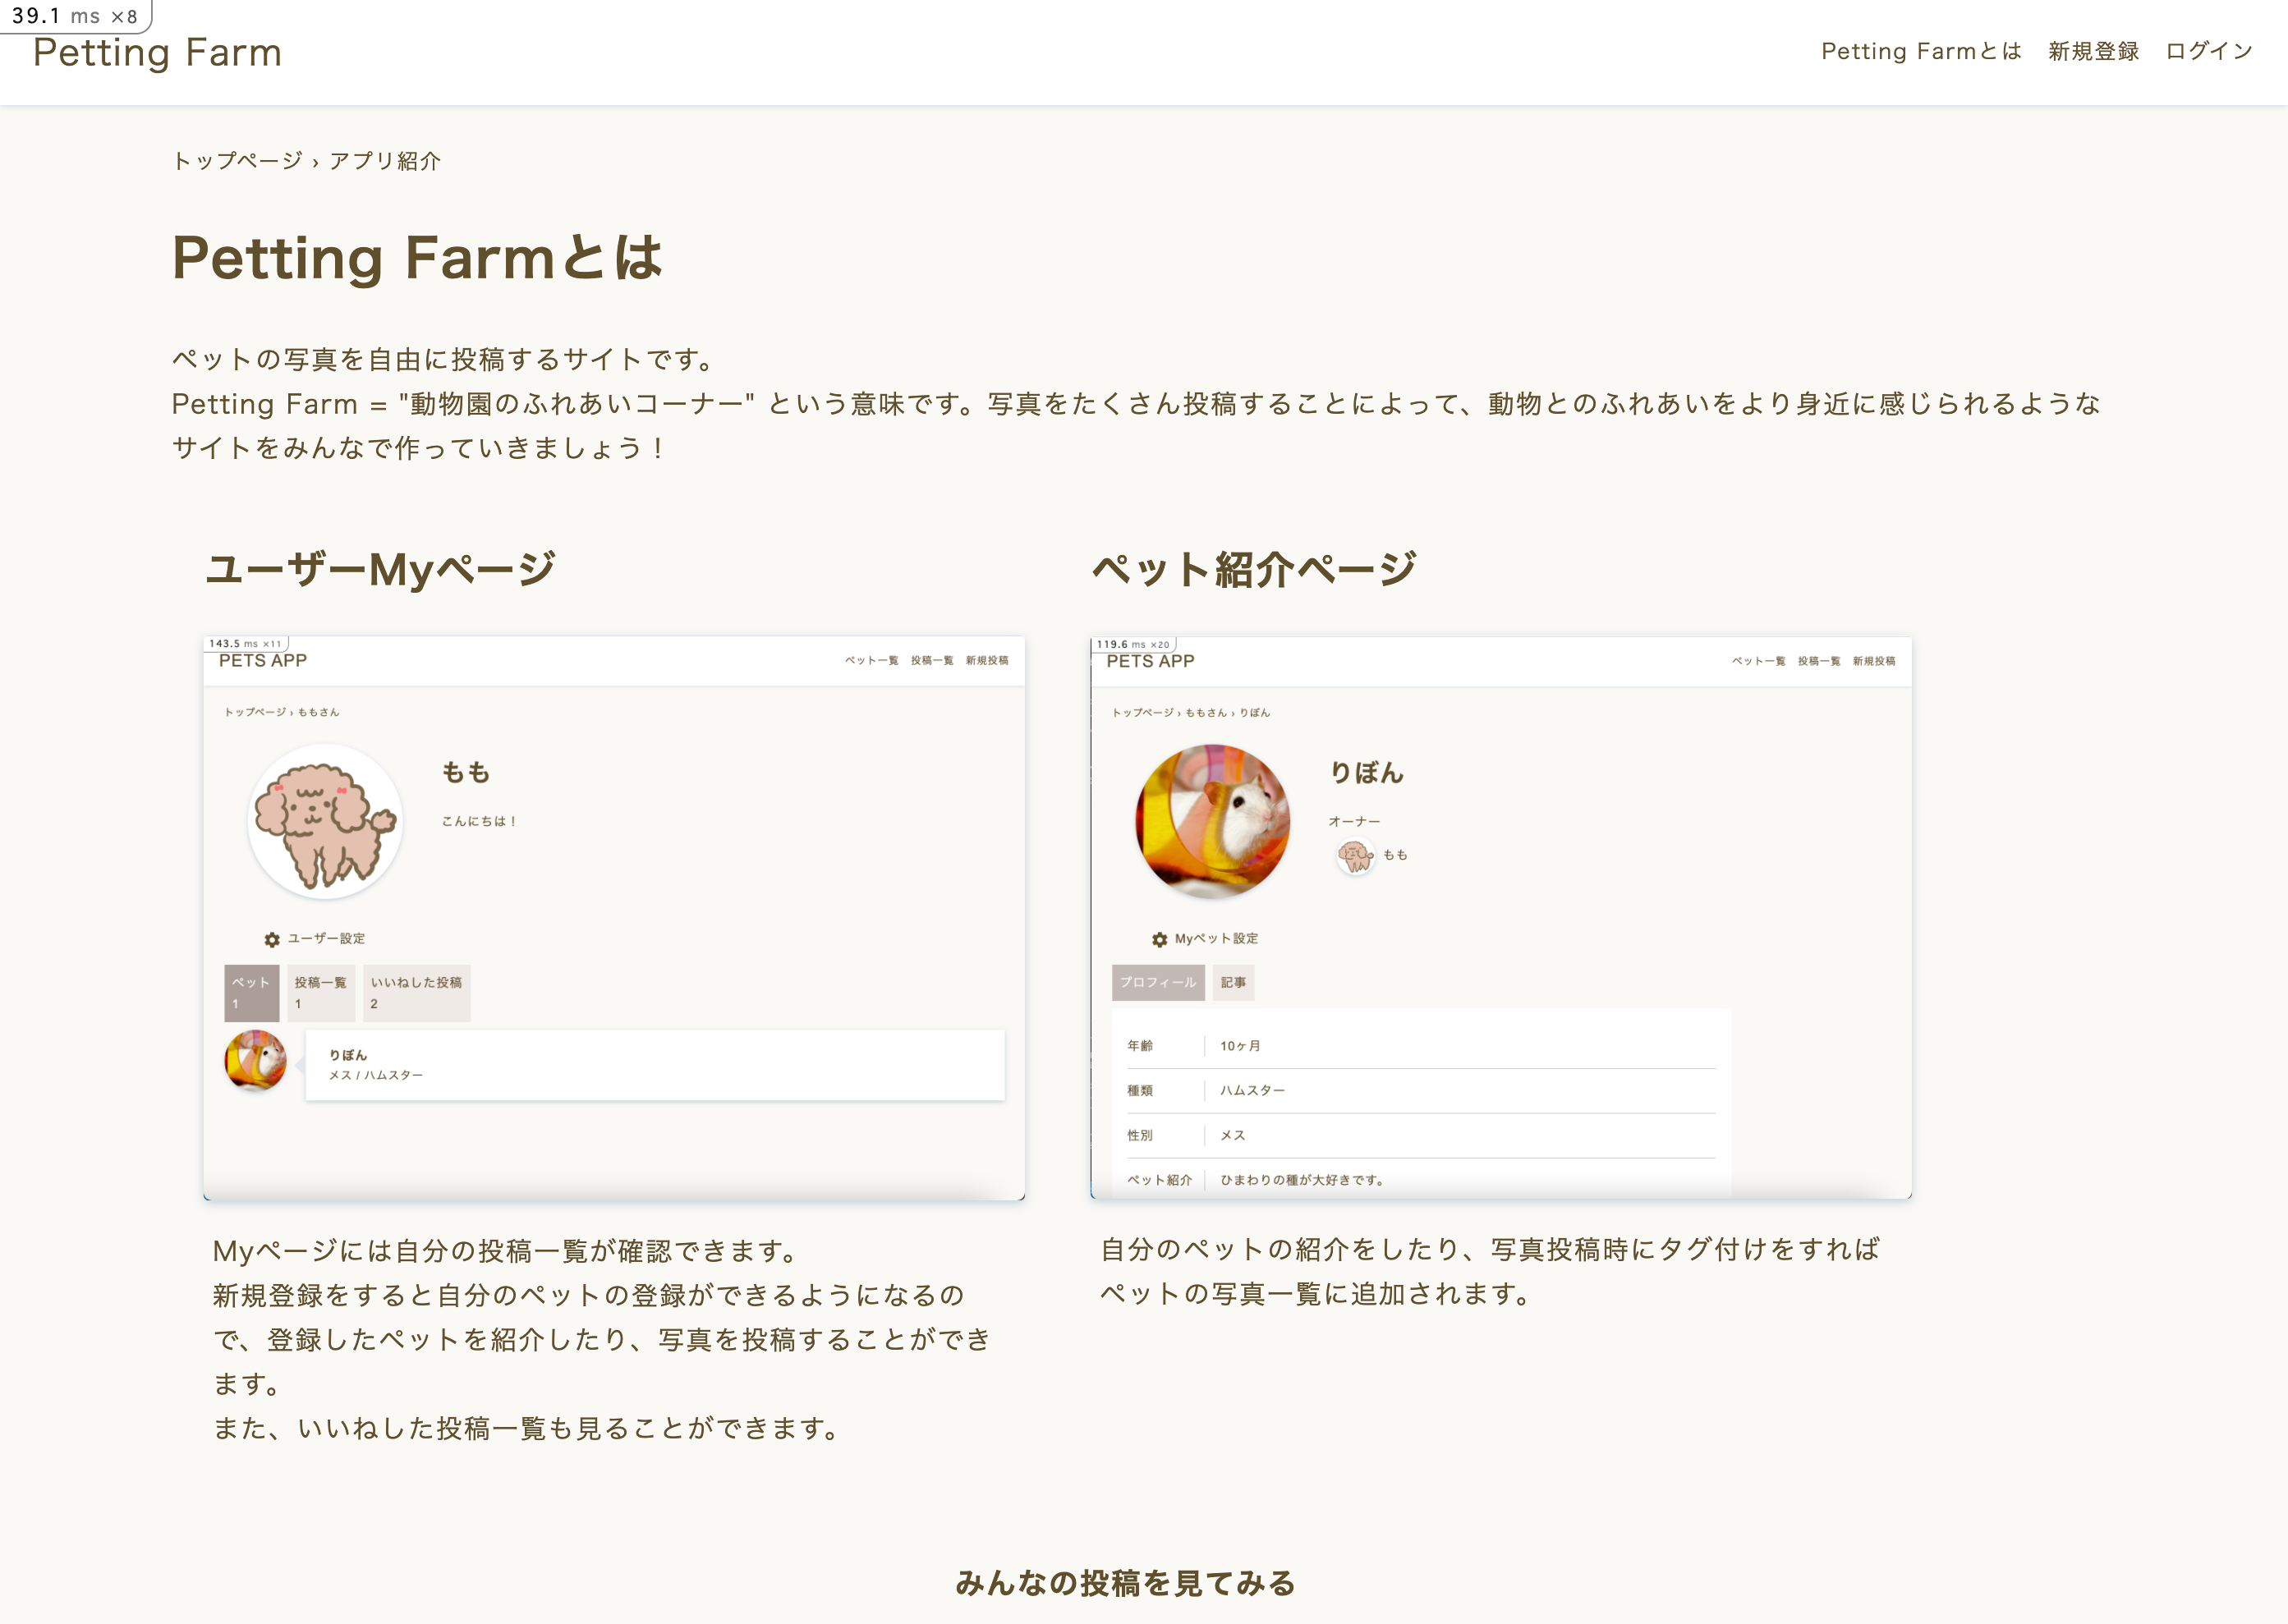 39.1 ms ×8
Petting Farm
Petting Farmとは 新規登録 ログイン
トップページ › アプリ紹介
Petting Farmとは
ペットの写真を自由に投稿するサイトです。
Petting Farm = "動物園のふれあいコーナー" という意味です。写真をたくさん投稿することによって、動物とのふれあいをより身近に感じられるような
サイトをみんなで作っていきましょう！
ユーザーMyページ
143.5 ms ×11
PETS APP
ペット一覧 投稿一覧 新規投稿
トップページ › ももさん
もも
こんにちは！
ユーザー設定
ペット
1
投稿一覧
1
いいねした投稿
2
りぼん
メス / ハムスター
Myページには自分の投稿一覧が確認できます。
新規登録をすると自分のペットの登録ができるようになるの
で、登録したペットを紹介したり、写真を投稿することができ
ます。
また、いいねした投稿一覧も見ることができます。
ペット紹介ページ
119.6 ms ×20
PETS APP
ペット一覧 投稿一覧 新規投稿
トップページ › ももさん › りぼん
りぼん
オーナー
もも
Myペット設定
プロフィール 記事
年齢 10ヶ月
種類 ハムスター
性別 メス
ペット紹介 ひまわりの種が大好きです。
自分のペットの紹介をしたり、写真投稿時にタグ付けをすれば
ペットの写真一覧に追加されます。
みんなの投稿を見てみる